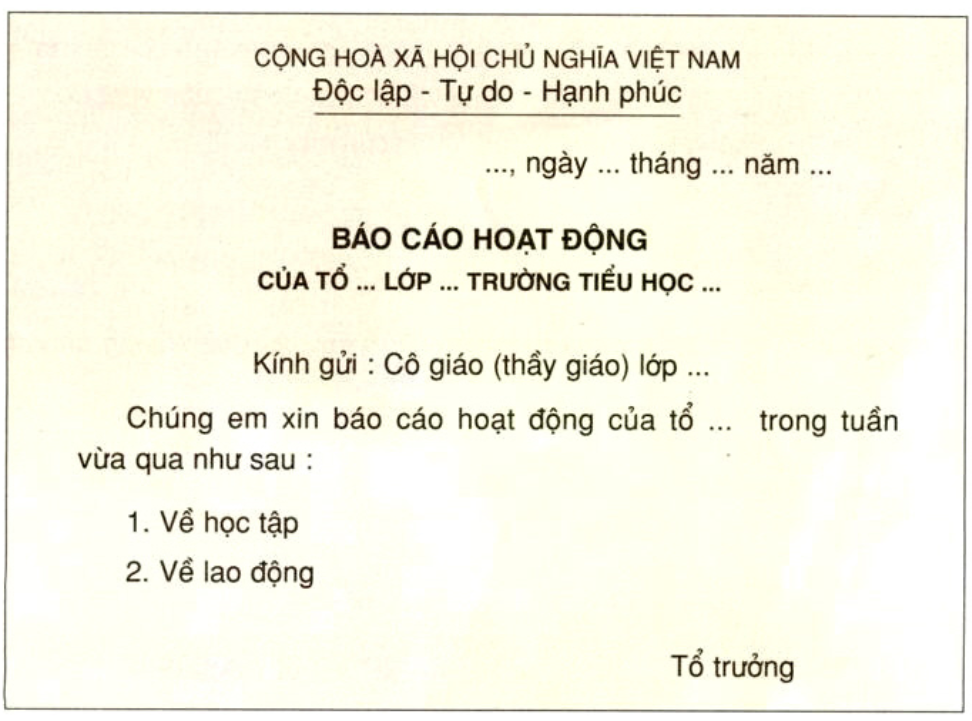 CỘNG HOÀ XÃ HỘI CHỦ NGHĨA VIỆT NAM
Độc lập - Tự do - Hạnh phúc
..., ngày ... tháng ... năm ...
BÁO CÁO HOẠT ĐỘNG
CỦA TỔ ... LỚP ... TRƯỜNG TIỂU HỌC ...
Kính gửi : Cô giáo (thầy giáo) lớp ...
Chúng em xin báo cáo hoạt động của tổ ... trong tuần
vừa qua như sau :
1. Về học tập
2. Về lao động
Tổ trưởng